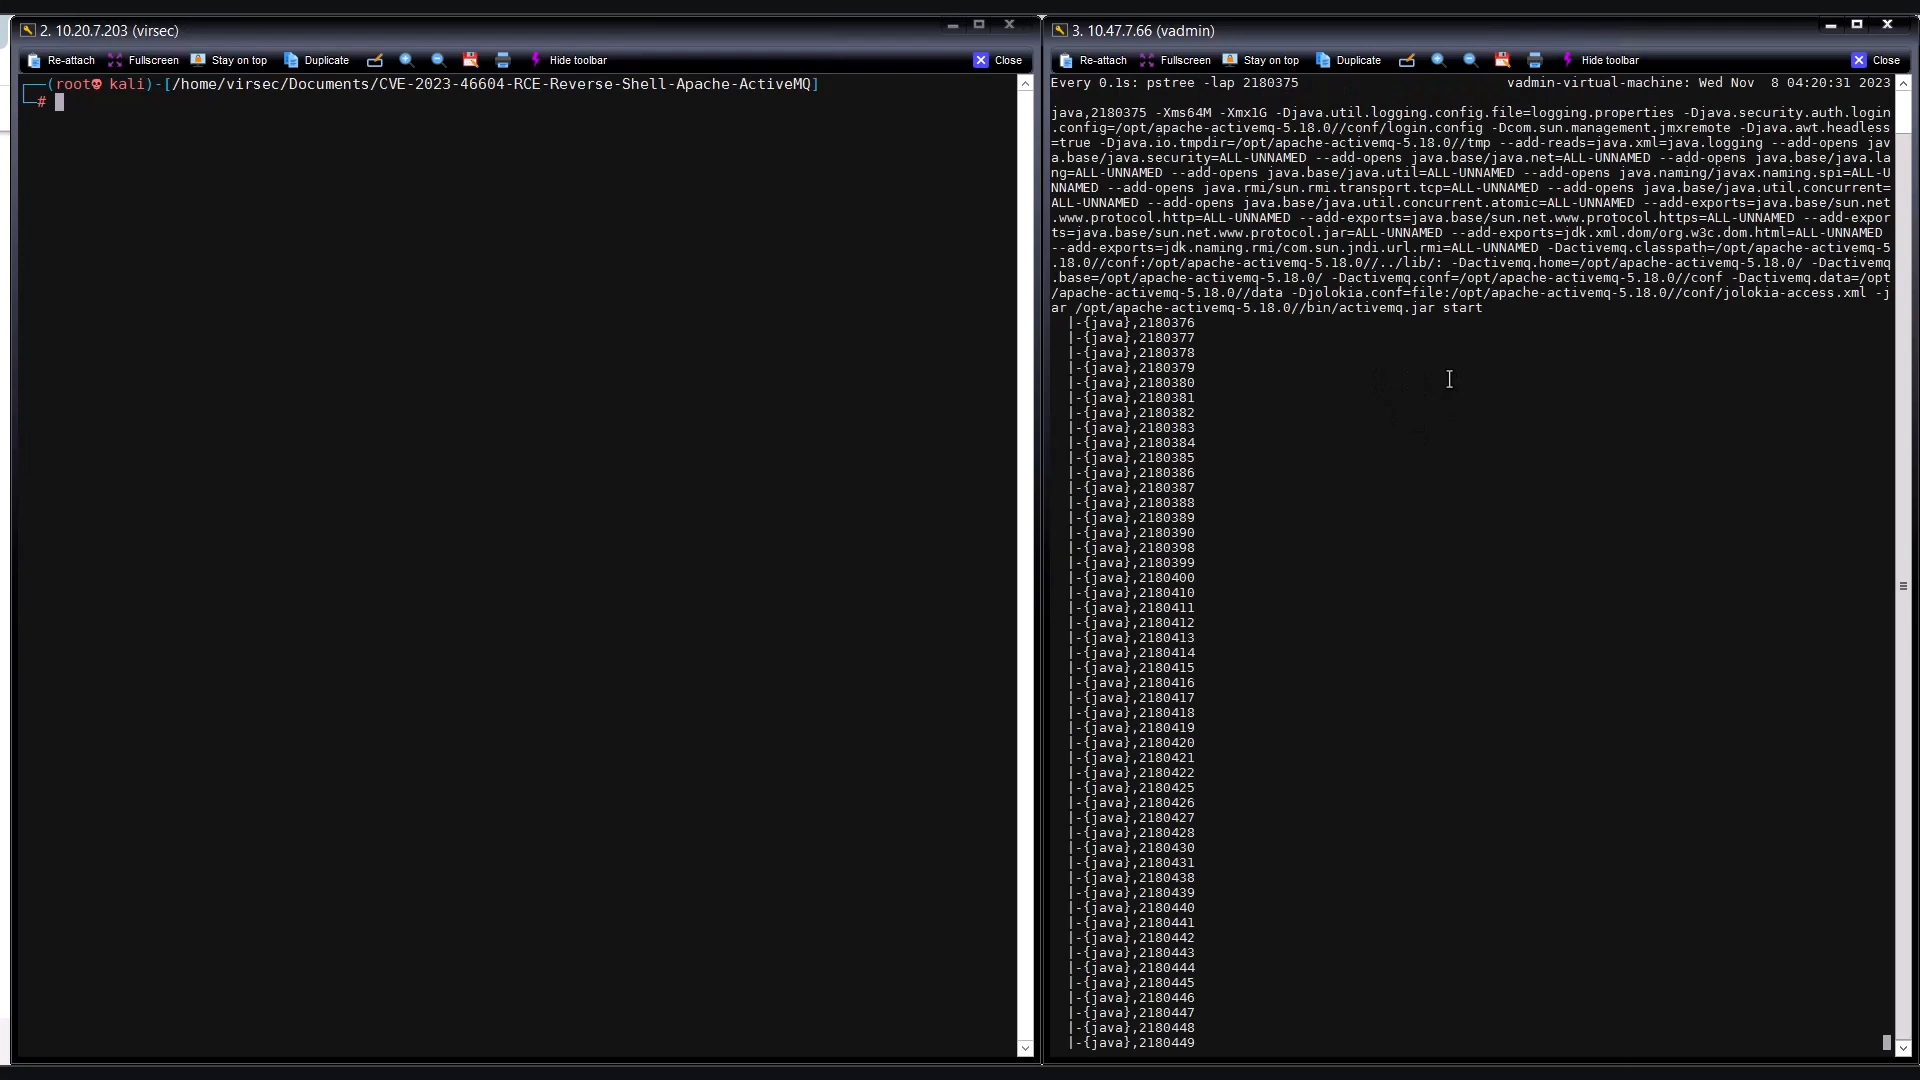 2. 10.20.7.203 (virsec)
Re-attach Fullscreen Stay on top Duplicate Hide toolbar Close
┌──(root💀 kali)-[/home/virsec/Documents/CVE-2023-46604-RCE-Reverse-Shell-Apache-ActiveMQ]
└─#
3. 10.47.7.66 (vadmin)
Re-attach Fullscreen Stay on top Duplicate Hide toolbar Close
Every 0.1s: pstree -lap 2180375 vadmin-virtual-machine: Wed Nov  8 04:20:31 2023
java,2180375 -Xms64M -Xmx1G -Djava.util.logging.config.file=logging.properties -Djava.security.auth.login
.config=/opt/apache-activemq-5.18.0//conf/login.config -Dcom.sun.management.jmxremote -Djava.awt.headless
=true -Djava.io.tmpdir=/opt/apache-activemq-5.18.0//tmp --add-reads=java.xml=java.logging --add-opens jav
a.base/java.security=ALL-UNNAMED --add-opens java.base/java.net=ALL-UNNAMED --add-opens java.base/java.la
ng=ALL-UNNAMED --add-opens java.base/java.util=ALL-UNNAMED --add-opens java.naming/javax.naming.spi=ALL-U
NNAMED --add-opens java.rmi/sun.rmi.transport.tcp=ALL-UNNAMED --add-opens java.base/java.util.concurrent=
ALL-UNNAMED --add-opens java.base/java.util.concurrent.atomic=ALL-UNNAMED --add-exports=java.base/sun.net
.www.protocol.http=ALL-UNNAMED --add-exports=java.base/sun.net.www.protocol.https=ALL-UNNAMED --add-expor
ts=java.base/sun.net.www.protocol.jar=ALL-UNNAMED --add-exports=jdk.xml.dom/org.w3c.dom.html=ALL-UNNAMED
--add-exports=jdk.naming.rmi/com.sun.jndi.url.rmi=ALL-UNNAMED -Dactivemq.classpath=/opt/apache-activemq-5
.18.0//conf:/opt/apache-activemq-5.18.0//../lib/: -Dactivemq.home=/opt/apache-activemq-5.18.0/ -Dactivemq
.base=/opt/apache-activemq-5.18.0/ -Dactivemq.conf=/opt/apache-activemq-5.18.0//conf -Dactivemq.data=/opt
/apache-activemq-5.18.0//data -Djolokia.conf=file:/opt/apache-activemq-5.18.0//conf/jolokia-access.xml -j
ar /opt/apache-activemq-5.18.0//bin/activemq.jar start
|-{java},2180376
|-{java},2180377
|-{java},2180378
|-{java},2180379
|-{java},2180380
|-{java},2180381
|-{java},2180382
|-{java},2180383
|-{java},2180384
|-{java},2180385
|-{java},2180386
|-{java},2180387
|-{java},2180388
|-{java},2180389
|-{java},2180390
|-{java},2180398
|-{java},2180399
|-{java},2180400
|-{java},2180410
|-{java},2180411
|-{java},2180412
|-{java},2180413
|-{java},2180414
|-{java},2180415
|-{java},2180416
|-{java},2180417
|-{java},2180418
|-{java},2180419
|-{java},2180420
|-{java},2180421
|-{java},2180422
|-{java},2180425
|-{java},2180426
|-{java},2180427
|-{java},2180428
|-{java},2180430
|-{java},2180431
|-{java},2180438
|-{java},2180439
|-{java},2180440
|-{java},2180441
|-{java},2180442
|-{java},2180443
|-{java},2180444
|-{java},2180445
|-{java},2180446
|-{java},2180447
|-{java},2180448
|-{java},2180449